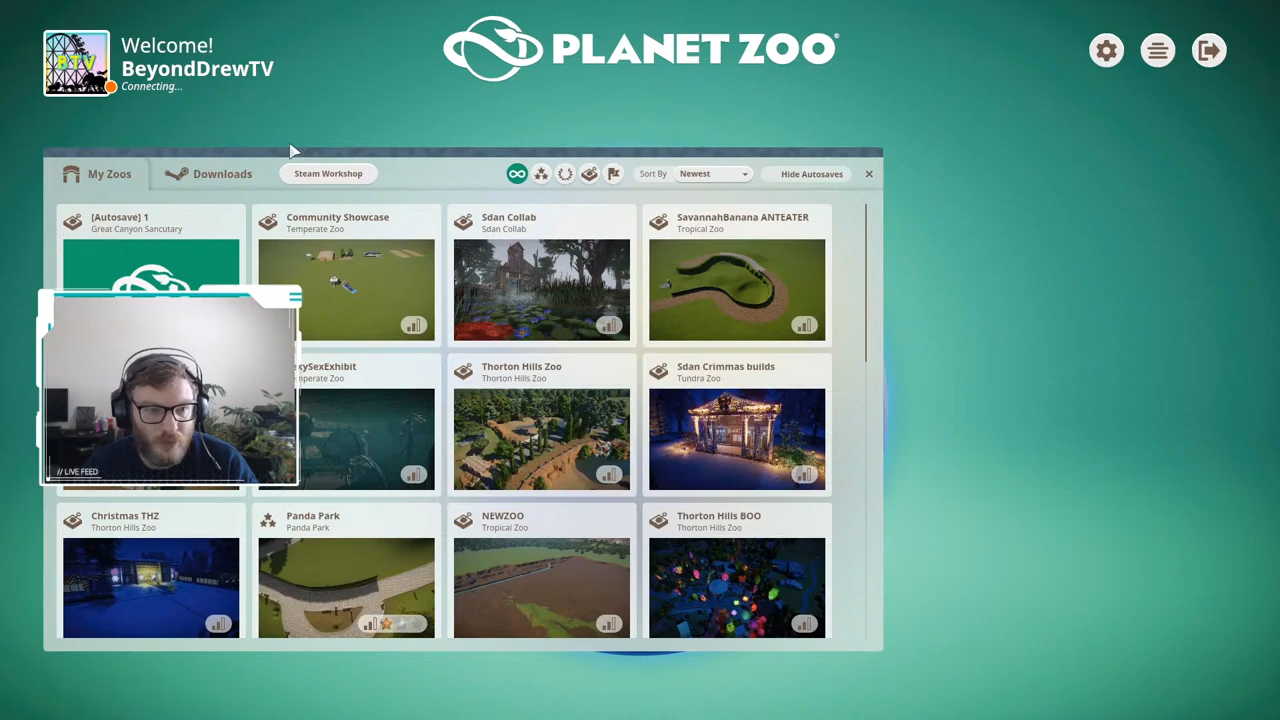 Welcome!
BeyondDrewTV
Connecting...
PTV
PLANET ZOO®
My Zoos
Downloads
Steam Workshop
Sort By
Newest
Hide Autosaves
[Autosave] 1
Great Canyon Sancutary
Community Showcase
Temperate Zoo
Sdan Collab
Sdan Collab
SavannahBanana ANTEATER
Tropical Zoo
Temperate Zoo
Thorton Hills Zoo
Thorton Hills Zoo
Sdan Crimmas builds
Tundra Zoo
// LIVE FEED
Christmas THZ
Thorton Hills Zoo
Panda Park
Panda Park
NEWZOO
Tropical Zoo
Thorton Hills BOO
Thorton Hills Zoo